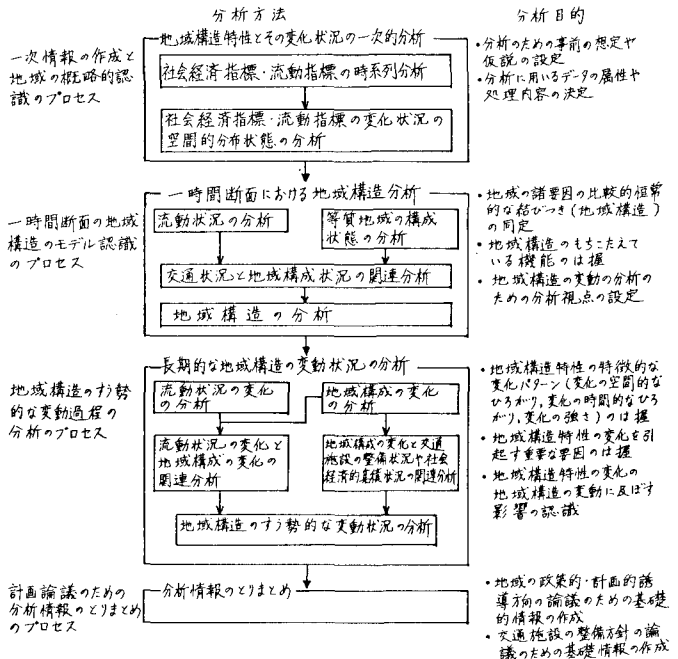 分析方法
分析目的
一次情報の作成と
地域の概略的認
識のプロセス
地域構造特性とその変化状況の一次的分析
社会経済指標・流動指標の時系列分析
社会経済指標・流動指標の変化状況の
空間的分布状態の分析
・分析のための事前の想定や
仮説の設定
・分析に用いるデータの属性や
処理内容の決定
一時間断面の地域
構造のモデル認識
のプロセス
一時間断面における地域構造分析
流動状況の分析
等質地域の構成
状態の分析
交通状況と地域構成状況の関連分析
地域構造の分析
・地域の諸要因の比較的恒常
的な結びつき(地域構造)
の同定
・地域構造のもちこたえて
いる機能のは握
・地域構造の変動の分析の
ための分析視点の設定
地域構造のすう勢
的な変動過程の
分析のプロセス
長期的な地域構造の変動状況の分析
流動状況の変化
の分析
地域構成の変化
の分析
流動状況の変化と
地域構成の変化の
関連分析
地域構成の変化と交通
施設の整備状況や社会
経済的蓄積状況の関連分析
地域構造のすう勢的な変動状況の分析
・地域構造特性の特徴的な
変化パターン(変化の空間的な
ひろがり,変化の時間的なひろ
がり,変化の強さ)のは握
・地域構造特性の変化を引
起す重要な要因のは握
・地域構造特性の変化の
地域構造の変動に及ぼす
影響の認識
計画論議のための
分析情報のとりまとめ
のプロセス
分析情報のとりまとめ
・地域の政策的・計画的誘
導方向の論議のための基礎
的情報の作成
・交通施設の整備方針の論
議のための基礎情報の作成